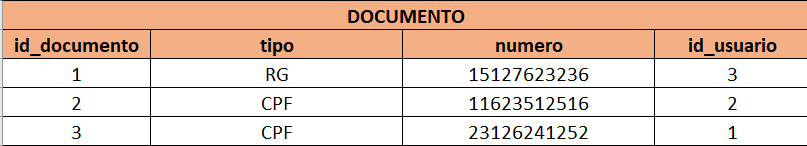 DOCUMENTO
id_documento tipo numero id_usuario
1 RG 15127623236 3
2 CPF 11623512516 2
3 CPF 23126241252 1